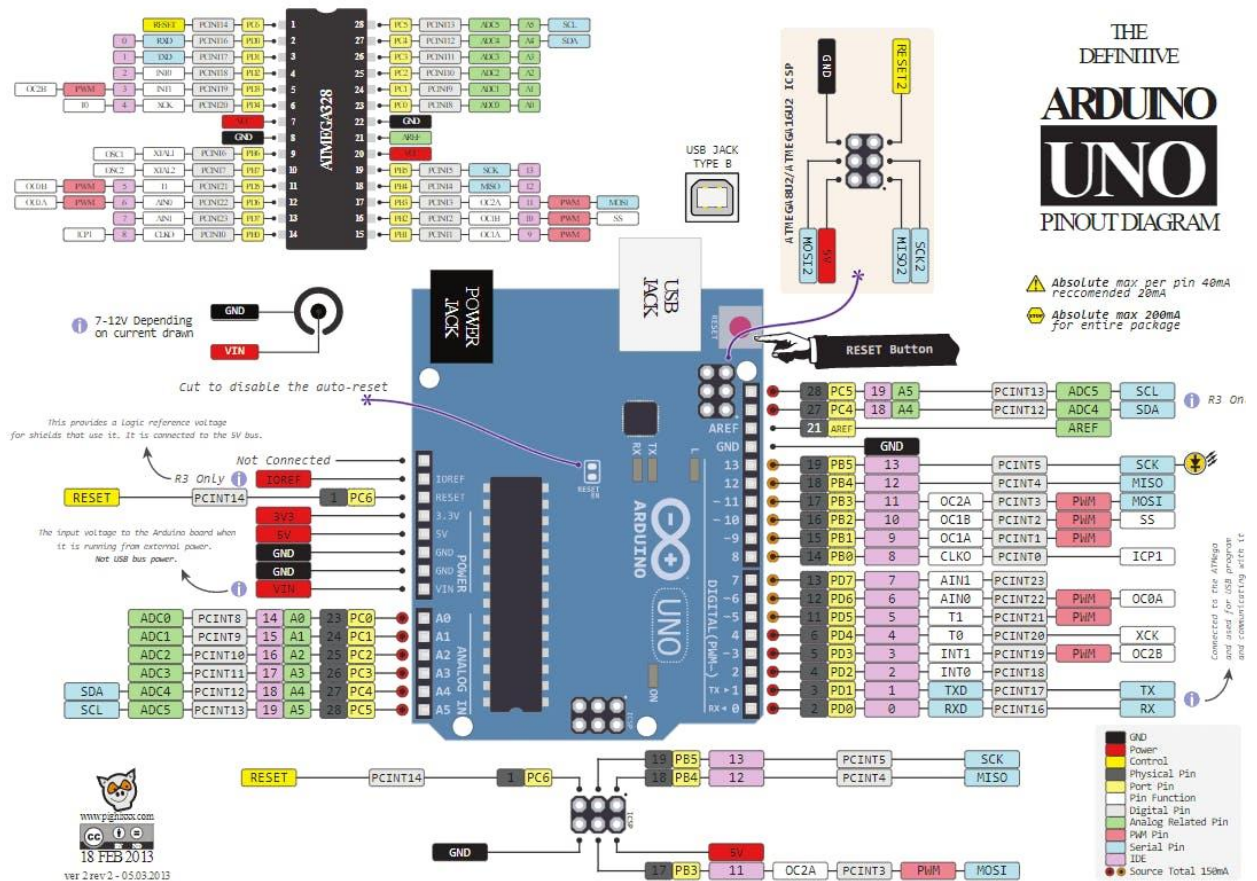 THE
DEFINITIVE
ARDUINO
UNO
PINOUT DIAGRAM
Absolute max per pin 40mA
reccomended 20mA
Absolute max 200mA
for entire package
ATMEGA328
RESET PCINT14 PC6 1
0 RXD PCINT16 PD0 2
1 TXD PCINT17 PD1 3
2 INT0 PCINT18 PD2 4
OC2B PWM 3 INT1 PCINT19 PD3 5
T0 4 XCK PCINT20 PD4 6
VCC 7
GND 8
OSC1 XTAL1 PCINT6 PB6 9
OSC2 XTAL2 PCINT7 PB7 10
OC0B PWM 5 T1 PCINT21 PD5 11
OC0A PWM 6 AIN0 PCINT22 PD6 12
7 AIN1 PCINT23 PD7 13
ICP1 8 CLKO PCINT0 PB0 14
28 PC5 PCINT13 ADC5 A5 SCL
27 PC4 PCINT12 ADC4 A4 SDA
26 PC3 PCINT11 ADC3 A3
25 PC2 PCINT10 ADC2 A2
24 PC1 PCINT9 ADC1 A1
23 PC0 PCINT8 ADC0 A0
22 GND
21 AREF
20
19 PB5 PCINT5 SCK 13
18 PB4 PCINT4 MISO 12
17 PB3 PCINT3 OC2A 11 PWM MOSI
16 PB2 PCINT2 OC1B 10 PWM SS
15 PB1 PCINT1 OC1A 9 PWM
USB JACK
TYPE B
ATMEGA8U2/ATMEGA16U2 ICSP
GND
RESET2
MOSI2
5V
MISO2
SCK2
7-12V Depending
on current drawn
GND
VIN
POWER
JACK
USB
JACK
RESET
RESET Button
Cut to disable the auto-reset
This provides a logic reference voltage
for shields that use it. It is connected to the 5V bus.
Not Connected
R3 Only IOREF
RESET PCINT14 1 PC6
3V3
5V
GND
GND
VIN
The input voltage to the Arduino board when
it is running from external power.
Not USB bus power.
ADC0 PCINT8 14 A0 23 PC0
ADC1 PCINT9 15 A1 24 PC1
ADC2 PCINT10 16 A2 25 PC2
ADC3 PCINT11 17 A3 26 PC3
SDA ADC4 PCINT12 18 A4 27 PC4
SCL ADC5 PCINT13 19 A5 28 PC5
IOREF
RESET
3.3V
5V
GND
GND
VIN
POWER
A0
A1
A2
A3
A4
A5
ANALOG IN
RESET
EN
RX
TX
L
ARDUINO
UNO
ON
ICSP
AREF
GND
13
12
~11
~10
~9
8
7
~6
~5
4
~3
2
TX ▸ 1
RX ◂ 0
DIGITAL(PWM~)
28 PC5 19 A5 PCINT13 ADC5 SCL
27 PC4 18 A4 PCINT12 ADC4 SDA
R3 On
21 AREF AREF
GND
19 PB5 13 PCINT5 SCK
18 PB4 12 PCINT4 MISO
17 PB3 11 OC2A PCINT3 PWM MOSI
16 PB2 10 OC1B PCINT2 PWM SS
15 PB1 9 OC1A PCINT1 PWM
14 PB0 8 CLKO PCINT0 ICP1
13 PD7 7 AIN1 PCINT23
12 PD6 6 AIN0 PCINT22 PWM OC0A
11 PD5 5 T1 PCINT21 PWM
6 PD4 4 T0 PCINT20 XCK
5 PD3 3 INT1 PCINT19 PWM OC2B
4 PD2 2 INT0 PCINT18
3 PD1 1 TXD PCINT17 TX
2 PD0 0 RXD PCINT16 RX
Connected to the ATMega
and used for USB program
and communicating with it
RESET PCINT14 1 PC6
19 PB5 13 PCINT5 SCK
18 PB4 12 PCINT4 MISO
ICSP
GND
5V
17 PB3 11 OC2A PCINT3 PWM MOSI
GND
Power
Control
Physical Pin
Port Pin
Pin Function
Digital Pin
Analog Related Pin
PWM Pin
Serial Pin
IDE
Source Total 150mA
www.pighixxx.com
cc BY ND
18 FEB 2013
ver 2 rev 2 - 05.03.2013